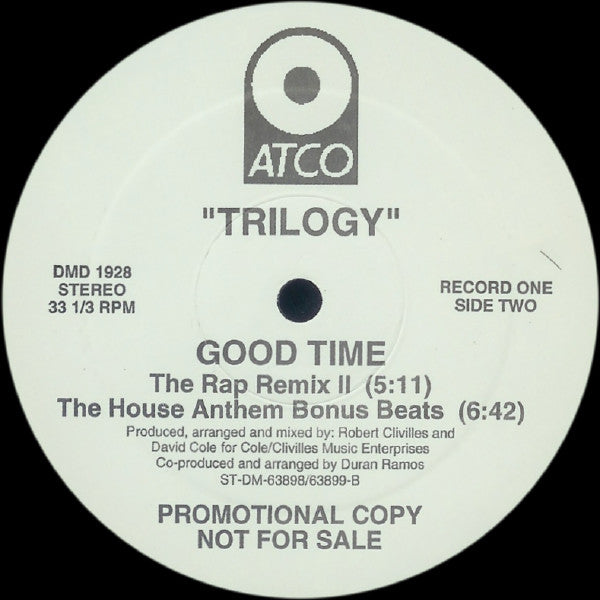 ATCO
"TRILOGY"
DMD 1928
STEREO
33 1/3 RPM
RECORD ONE
SIDE TWO
GOOD TIME
The Rap Remix II (5:11)
The House Anthem Bonus Beats (6:42)
Produced, arranged and mixed by: Robert Clivilles and
David Cole for Cole/Clivilles Music Enterprises
Co-produced and arranged by Duran Ramos
ST-DM-63898/63899-B
PROMOTIONAL COPY
NOT FOR SALE